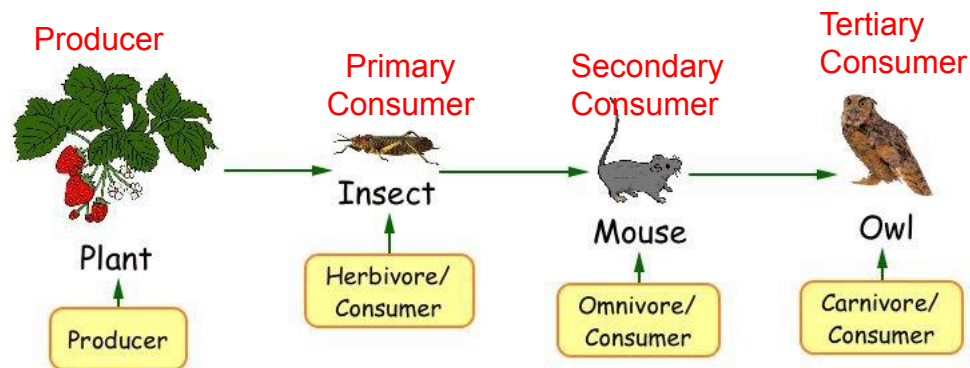 Producer
Primary
Consumer
Secondary
Consumer
Tertiary
Consumer
Plant
Insect
Mouse
Owl
Producer
Herbivore/
Consumer
Omnivore/
Consumer
Carnivore/
Consumer